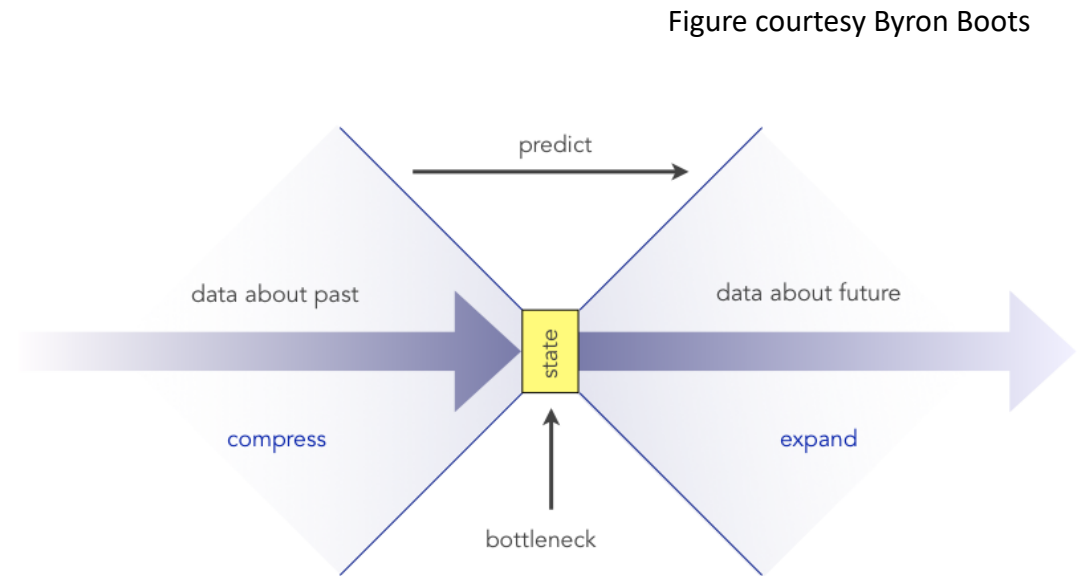 Figure courtesy Byron Boots
predict
data about past
data about future
state
compress
expand
bottleneck